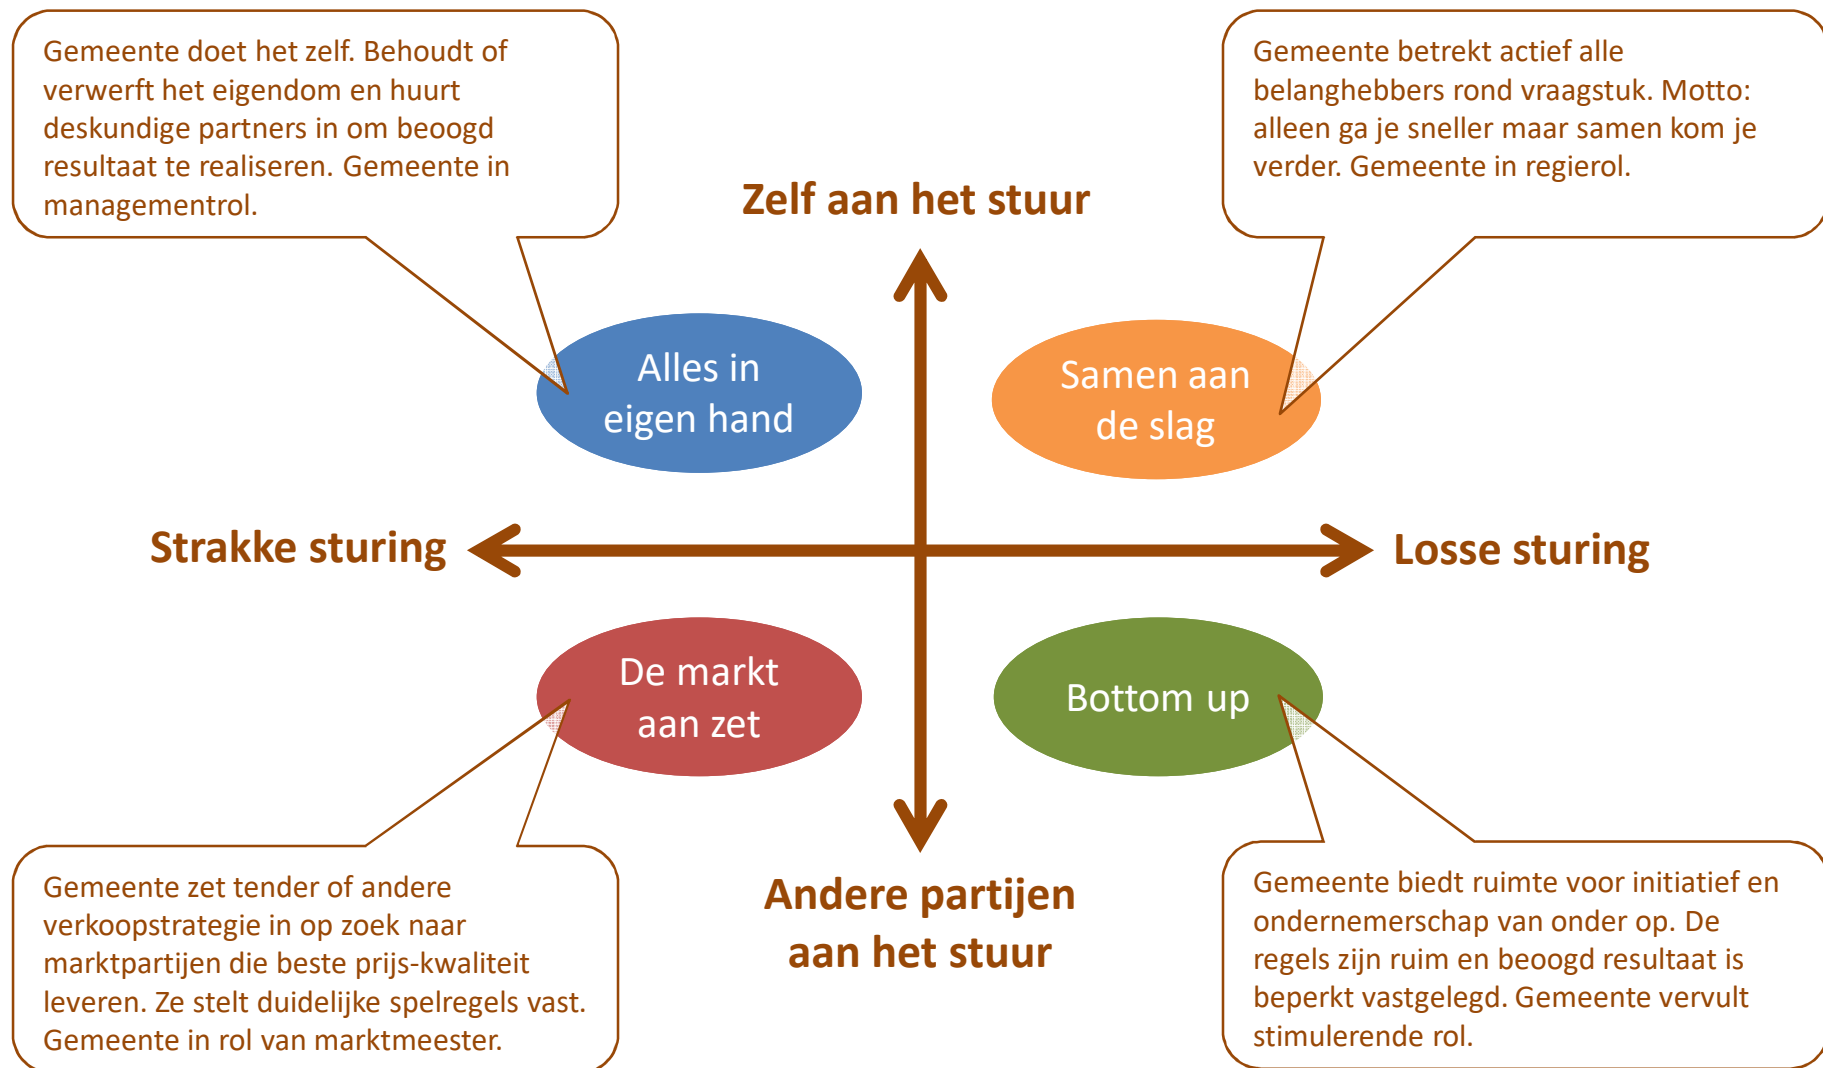 Gemeente doet het zelf. Behoudt of
verwerft het eigendom en huurt
deskundige partners in om beoogd
resultaat te realiseren. Gemeente in
managementrol.
Gemeente betrekt actief alle
belanghebbers rond vraagstuk. Motto:
alleen ga je sneller maar samen kom je
verder. Gemeente in regierol.
Zelf aan het stuur
Alles in
eigen hand
Samen aan
de slag
Strakke sturing
Losse sturing
De markt
aan zet
Bottom up
Andere partijen
aan het stuur
Gemeente zet tender of andere
verkoopstrategie in op zoek naar
marktpartijen die beste prijs-kwaliteit
leveren. Ze stelt duidelijke spelregels vast.
Gemeente in rol van marktmeester.
Gemeente biedt ruimte voor initiatief en
ondernemerschap van onder op. De
regels zijn ruim en beoogd resultaat is
beperkt vastgelegd. Gemeente vervult
stimulerende rol.